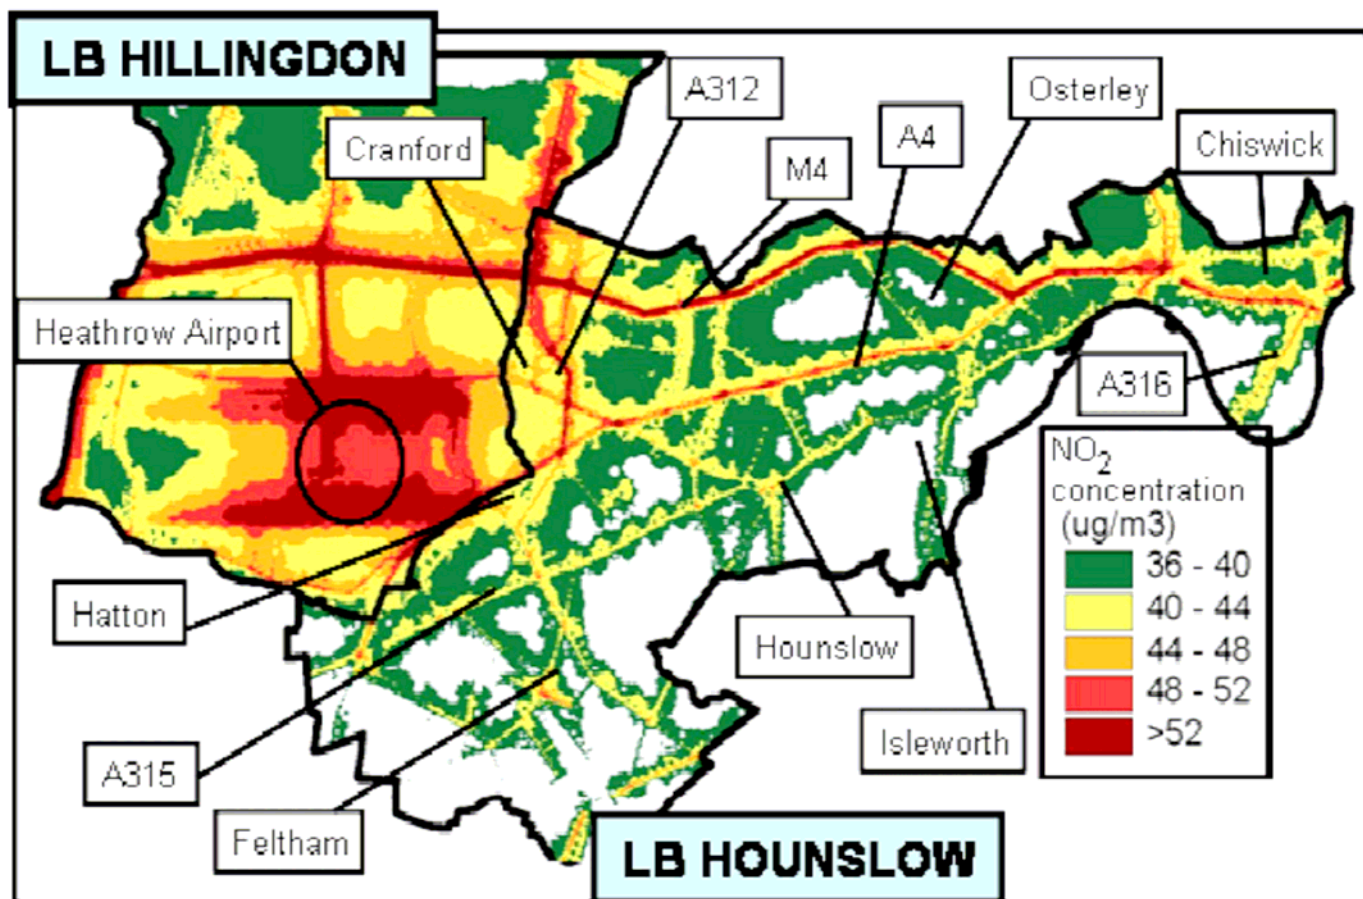 LB HILLINGDON
A312
Osterley
Cranford
A4
Chiswick
M4
Heathrow Airport
A316
NO2
concentration
(ug/m3)
36 - 40
40 - 44
44 - 48
48 - 52
>52
Hatton
Hounslow
Isleworth
A315
Feltham
LB HOUNSLOW